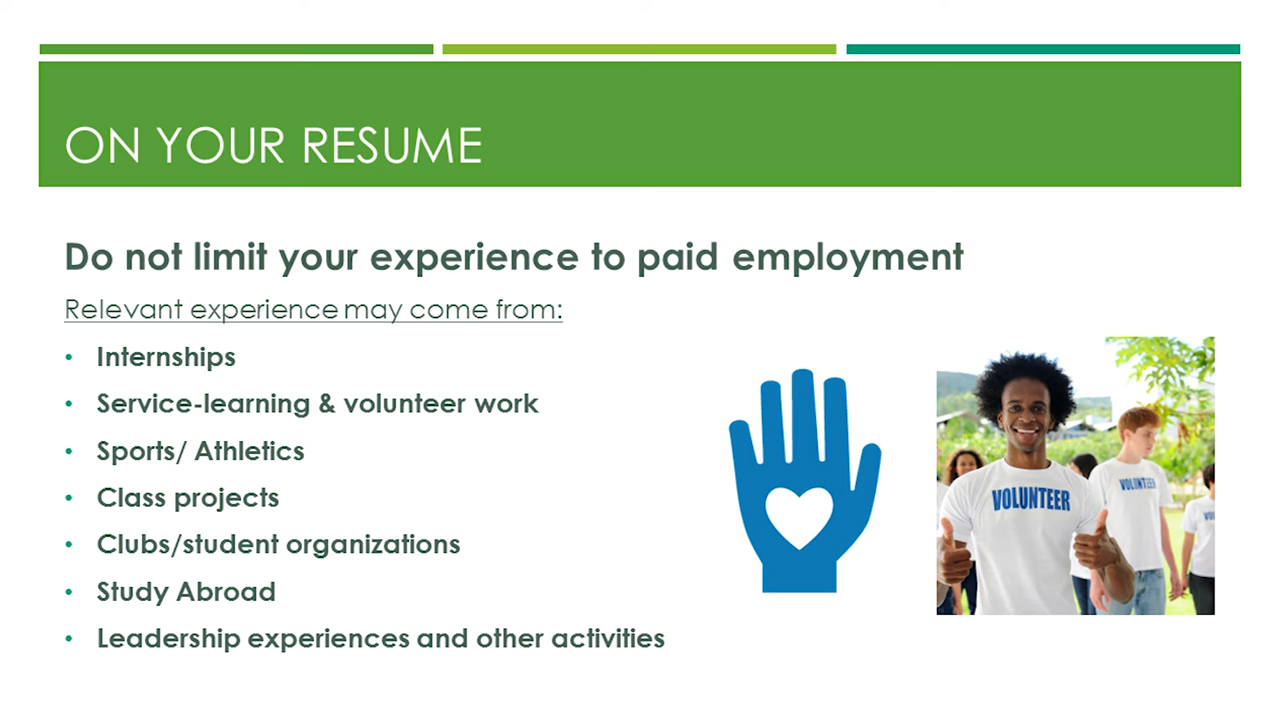 ON YOUR RESUME
Do not limit your experience to paid employment
Relevant experience may come from:
• Internships
• Service-learning & volunteer work
• Sports/ Athletics
• Class projects
• Clubs/student organizations
• Study Abroad
• Leadership experiences and other activities
VOLUNTEER
VOLUNTEER